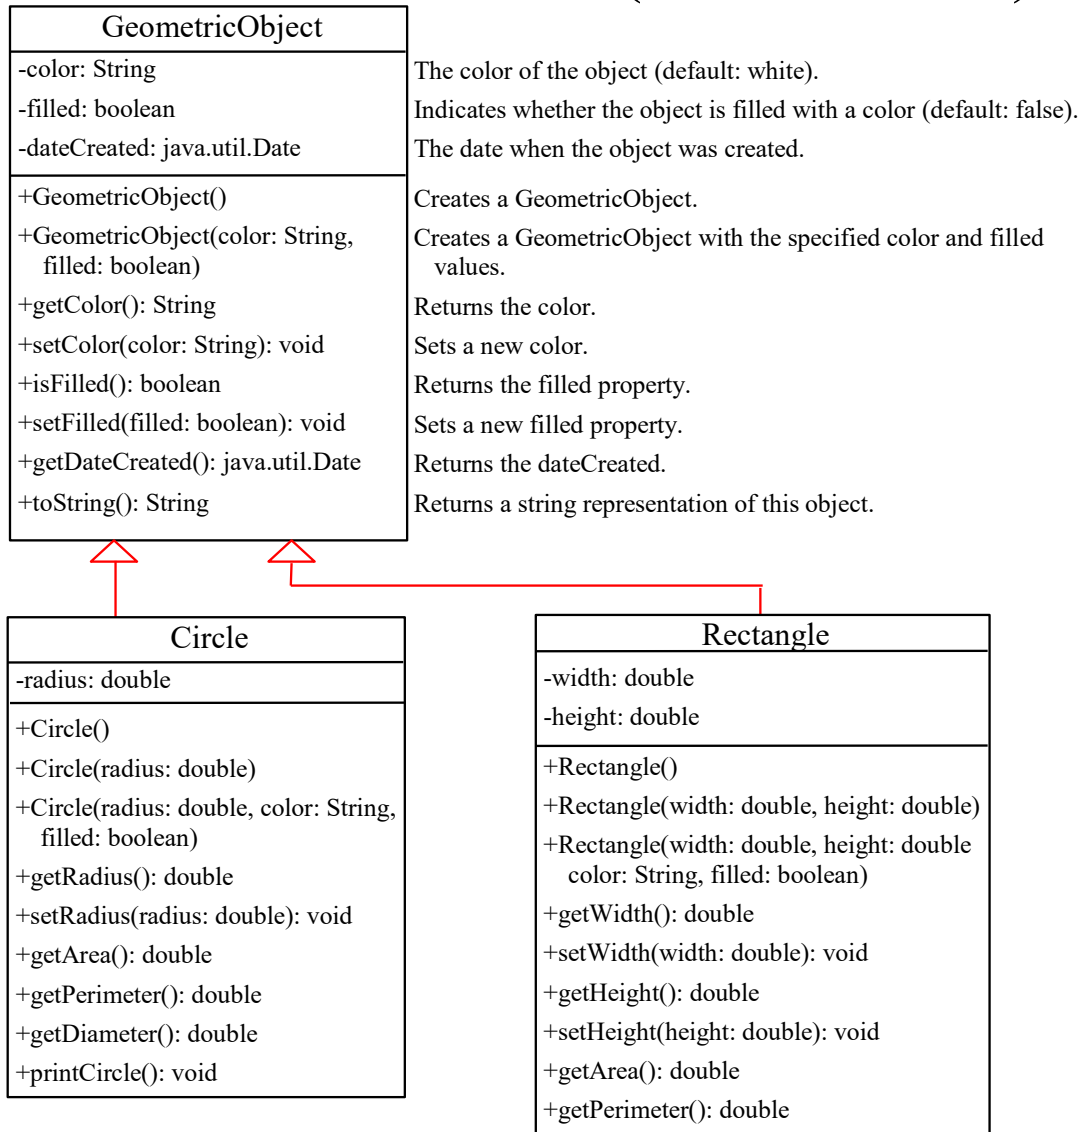 GeometricObject
-color: String
The color of the object (default: white).
-filled: boolean
Indicates whether the object is filled with a color (default: false).
-dateCreated: java.util.Date
The date when the object was created.
+GeometricObject()
Creates a GeometricObject.
+GeometricObject(color: String,
filled: boolean)
Creates a GeometricObject with the specified color and filled
values.
+getColor(): String
Returns the color.
+setColor(color: String): void
Sets a new color.
+isFilled(): boolean
Returns the filled property.
+setFilled(filled: boolean): void
Sets a new filled property.
+getDateCreated(): java.util.Date
Returns the dateCreated.
+toString(): String
Returns a string representation of this object.
Circle
-radius: double
+Circle()
+Circle(radius: double)
+Circle(radius: double, color: String,
filled: boolean)
+getRadius(): double
+setRadius(radius: double): void
+getArea(): double
+getPerimeter(): double
+getDiameter(): double
+printCircle(): void
Rectangle
-width: double
-height: double
+Rectangle()
+Rectangle(width: double, height: double)
+Rectangle(width: double, height: double
color: String, filled: boolean)
+getWidth(): double
+setWidth(width: double): void
+getHeight(): double
+setHeight(height: double): void
+getArea(): double
+getPerimeter(): double